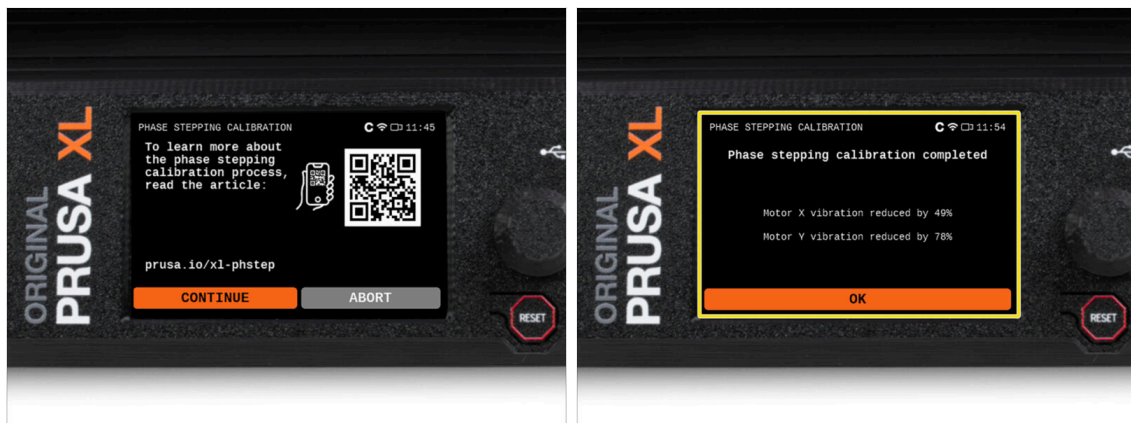 ORIGINAL
PRUSA XL
PHASE STEPPING CALIBRATION
C 11:45
To learn more about
the phase stepping
calibration process,
read the article:
prusa.io/xl-phstep
CONTINUE
ABORT
RESET
ORIGINAL
PRUSA XL
PHASE STEPPING CALIBRATION
C 11:54
Phase stepping calibration completed
Motor X vibration reduced by 49%
Motor Y vibration reduced by 78%
OK
RESET